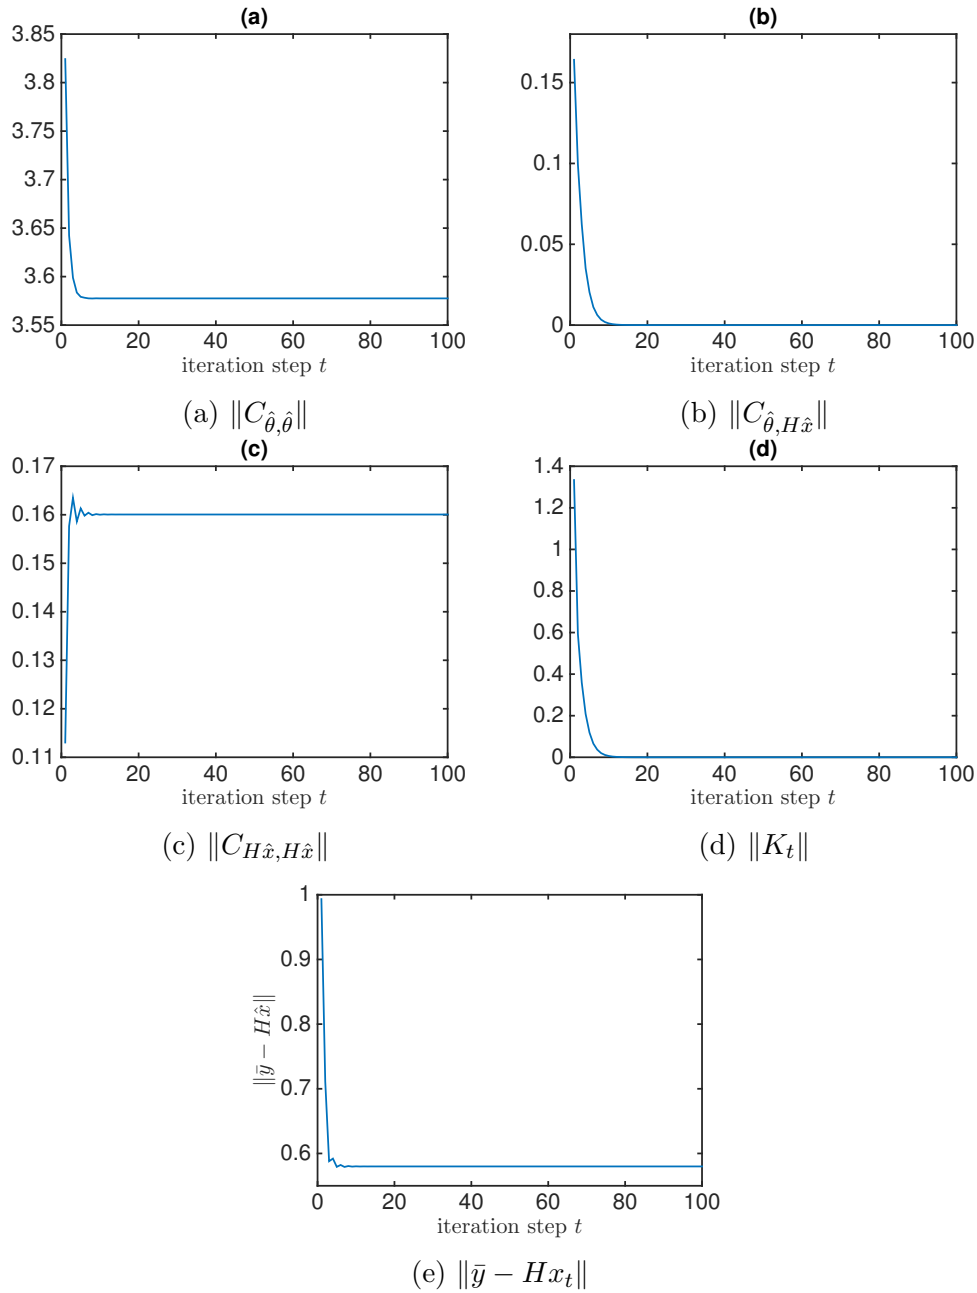 (a)
3.85
3.8
3.75
3.7
3.65
3.6
3.55
0 20 40 60 80 100
iteration step t
(a) ‖C_{θ̂,θ̂}‖
(b)
0.15
0.1
0.05
0
0 20 40 60 80 100
iteration step t
(b) ‖C_{θ̂,Hx̂}‖
(c)
0.17
0.16
0.15
0.14
0.13
0.12
0.11
0 20 40 60 80 100
iteration step t
(c) ‖C_{Hx̂,Hx̂}‖
(d)
1.4
1.2
1
0.8
0.6
0.4
0.2
0
0 20 40 60 80 100
iteration step t
(d) ‖K_t‖
1
0.9
0.8
0.7
0.6
‖ȳ − Hx̂‖
0 20 40 60 80 100
iteration step t
(e) ‖ȳ − Hx_t‖